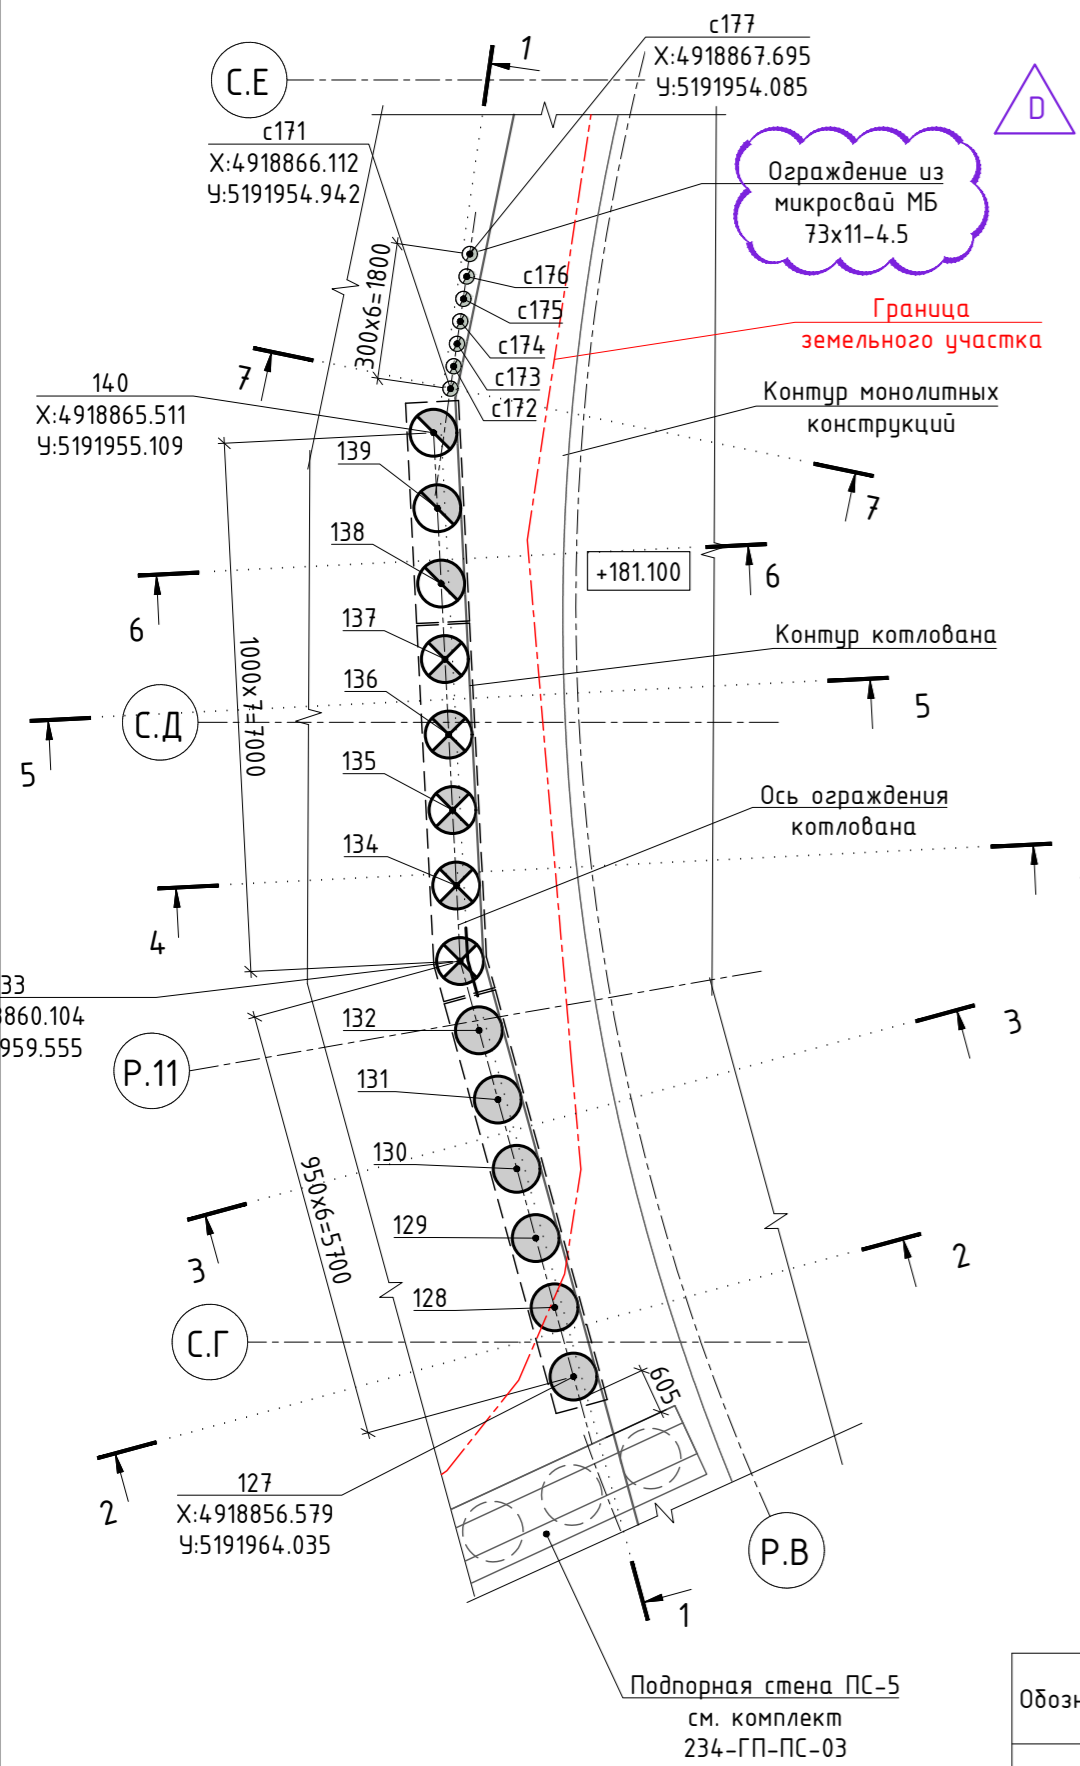 с177
X:4918867.695
У:5191954.085
1
С.Е
D
с171
X:4918866.112
У:5191954.942
Ограждение из
микросвай МБ
73х11-4.5
300х6=1800
с176
с175
с174
с173
с172
Граница
земельного участка
7
140
X:4918865.511
У:5191955.109
Контур монолитных
конструкций
139
7
138
+181.100
6
6
137
Контур котлована
1000х7=7000
136
С.Д
5
5
135
Ось ограждения
котлована
134
4
33
860.104
959.555
132
3
Р.11
131
130
950х6=5700
129
3
2
128
С.Г
605
127
X:4918856.579
У:5191964.035
2
Р.В
1
Подпорная стена ПС-5
см. комплект
234-ГП-ПС-03
Обозн